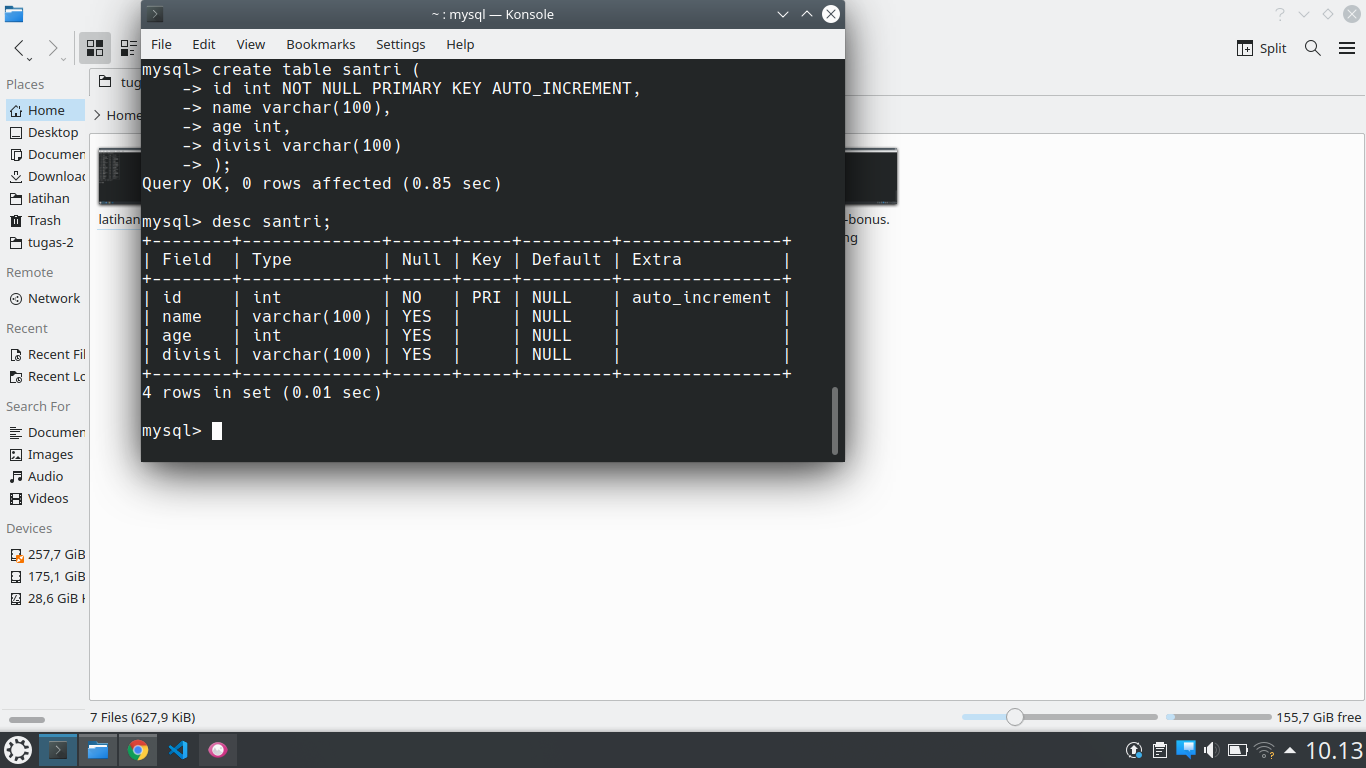 ~ : mysql — Konsole
File Edit View Bookmarks Settings Help
mysql> create table santri (
    -> id int NOT NULL PRIMARY KEY AUTO_INCREMENT,
    -> name varchar(100),
    -> age int,
    -> divisi varchar(100)
    -> );
Query OK, 0 rows affected (0.85 sec)
mysql> desc santri;
+--------+--------------+------+-----+---------+----------------+
| Field  | Type         | Null | Key | Default | Extra          |
+--------+--------------+------+-----+---------+----------------+
| id     | int          | NO   | PRI | NULL    | auto_increment |
| name   | varchar(100) | YES  |     | NULL    |                |
| age    | int          | YES  |     | NULL    |                |
| divisi | varchar(100) | YES  |     | NULL    |                |
+--------+--------------+------+-----+---------+----------------+
4 rows in set (0.01 sec)
mysql>
Split
Places
Home
Desktop
Documen
Downloac
latihan
Trash
tugas-2
Remote
Network
Recent
Recent Fil
Recent Lo
Search For
Documen
Images
Audio
Videos
Devices
257,7 GiB
175,1 GiB
28,6 GiB
tug
Home
latihan
-bonus.
ng
7 Files (627,9 KiB)
155,7 GiB free
10.13